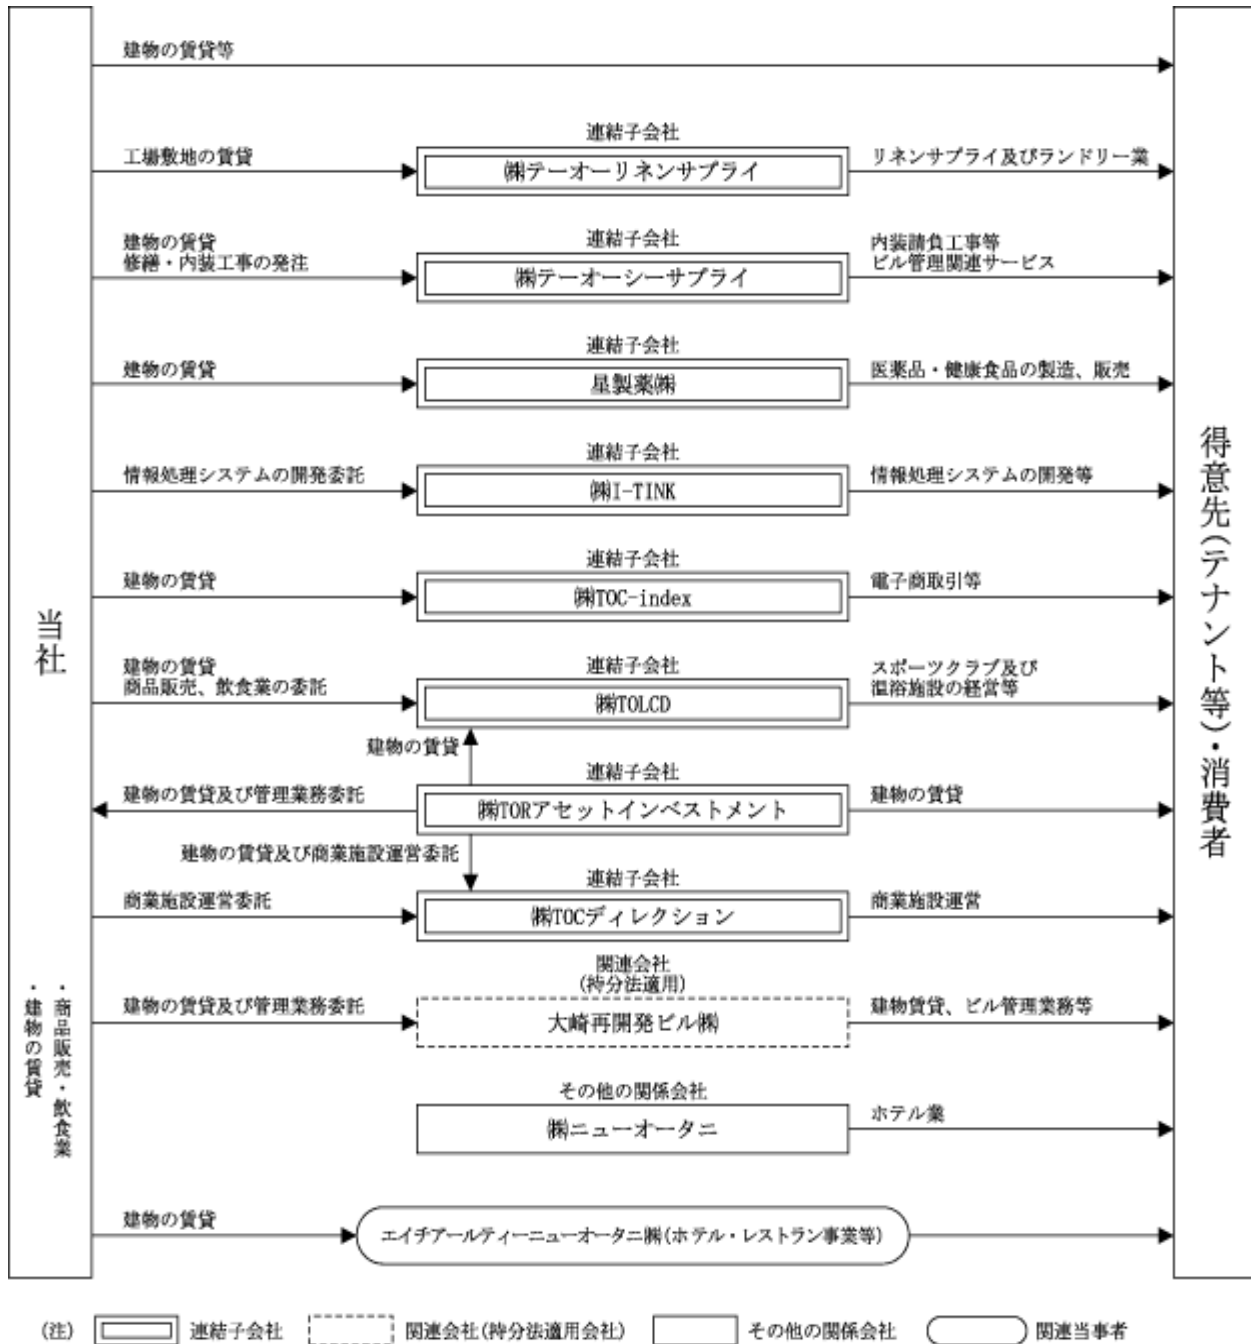 建物の賃貸等
連結子会社
工場敷地の賃貸
㈱テーオーリネンサプライ
リネンサプライ及びランドリー業
建物の賃貸
修繕・内装工事の発注
連結子会社
㈱テーオーシーサプライ
内装請負工事等
ビル管理関連サービス
連結子会社
建物の賃貸
星製薬㈱
医薬品・健康食品の製造、販売
連結子会社
情報処理システムの開発委託
㈱I-TINK
情報処理システムの開発等
連結子会社
建物の賃貸
㈱TOC-index
電子商取引等
建物の賃貸
商品販売、飲食業の委託
連結子会社
㈱TOLCD
スポーツクラブ及び
温浴施設の経営等
建物の賃貸
連結子会社
建物の賃貸及び管理業務委託
㈱TORアセットインベストメント
建物の賃貸
建物の賃貸及び商業施設運営委託
連結子会社
商業施設運営委託
㈱TOCディレクション
商業施設運営
関連会社
(持分法適用)
建物の賃貸及び管理業務委託
大崎再開発ビル㈱
建物賃貸、ビル管理業務等
その他の関係会社
㈱ニューオータニ
ホテル業
建物の賃貸
エイチアールティーニューオータニ㈱(ホテル・レストラン事業等)
当社
・商品販売・飲食業
・建物の賃貸
得意先(テナント等)・消費者
(注) 連結子会社 関連会社(持分法適用会社) その他の関係会社 関連当事者